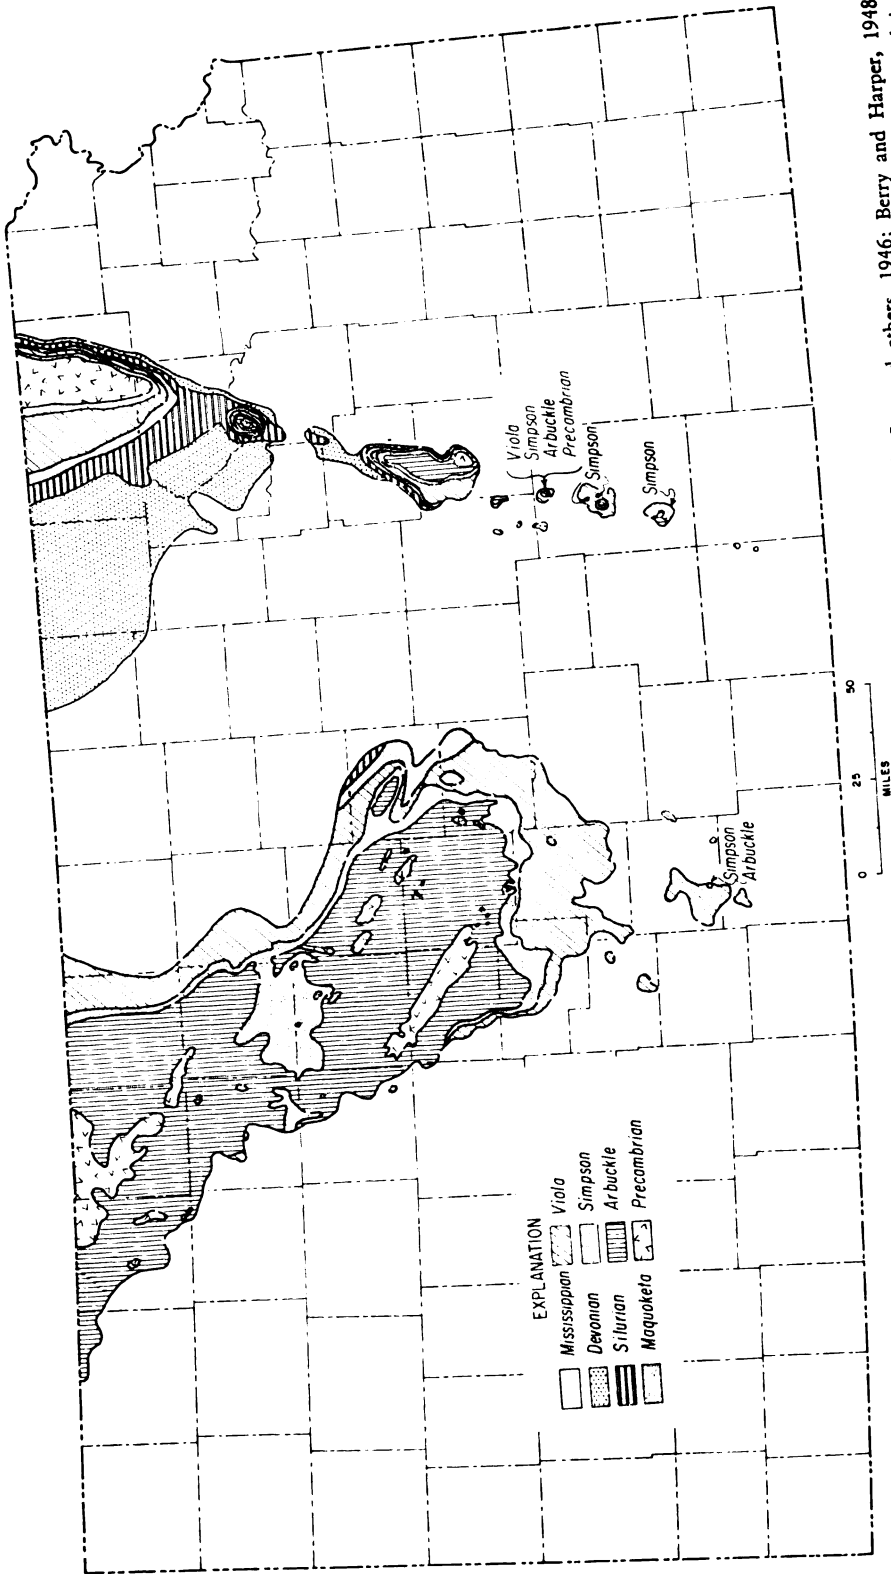 others, 1946; Berry and Harper, 1948
Viola
Simpson
Arbuckle
Precambrian
Simpson
Simpson
Simpson
Arbuckle
0 25 50
MILES
EXPLANATION
Mississippian
Devonian
Silurian
Maquoketa
Viola
Simpson
Arbuckle
Precambrian